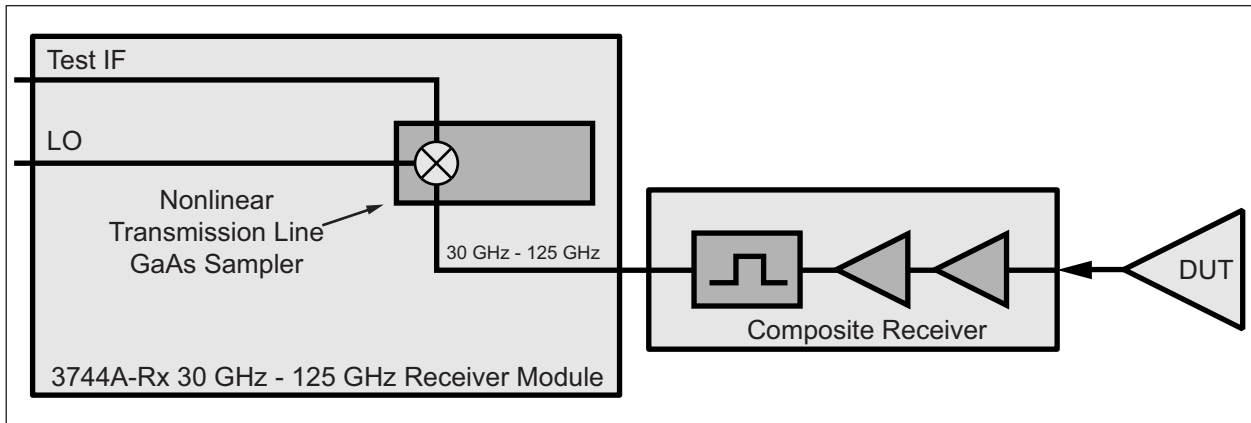 Test IF
LO
Nonlinear
Transmission Line
GaAs Sampler
30 GHz - 125 GHz
DUT
Composite Receiver
3744A-Rx 30 GHz - 125 GHz Receiver Module